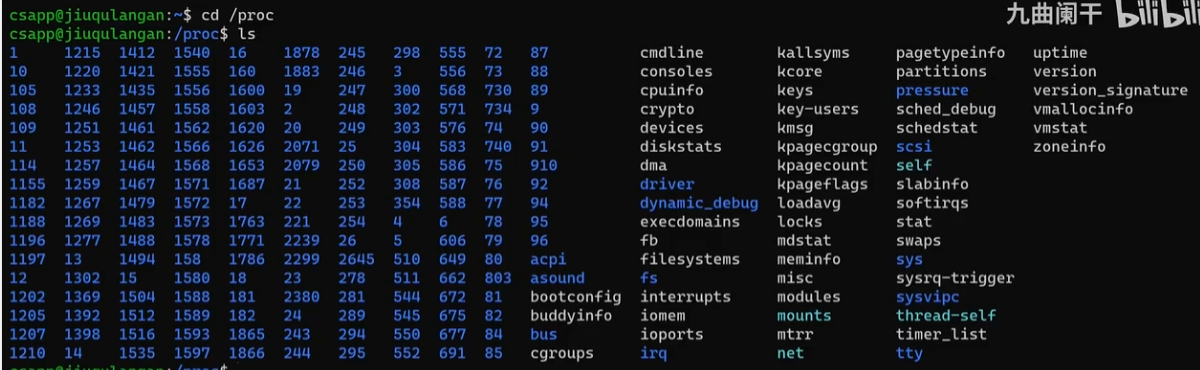 csapp@jiuqulangan:~$ cd /proc
九曲阑干 bilibili
csapp@jiuqulangan:/proc$ ls
1 1215 1412 1540 16 1878 245 298 555 72 87 cmdline kallsyms pagetypeinfo uptime
10 1220 1421 1555 160 1883 246 3 556 73 88 consoles kcore partitions version
105 1233 1435 1556 1600 19 247 300 568 730 89 cpuinfo keys pressure version_signature
108 1246 1457 1558 1603 2 248 302 571 734 9 crypto key-users sched_debug vmallocinfo
109 1251 1461 1562 1620 20 249 303 576 74 90 devices kmsg schedstat vmstat
11 1253 1462 1566 1626 2071 25 304 583 740 91 diskstats kpagecgroup scsi zoneinfo
114 1257 1464 1568 1653 2079 250 305 586 75 910 dma kpagecount self
1155 1259 1467 1571 1687 21 252 308 587 76 92 driver kpageflags slabinfo
1182 1267 1479 1572 17 22 253 354 588 77 94 dynamic_debug loadavg softirqs
1188 1269 1483 1573 1763 221 254 4 6 78 95 execdomains locks stat
1196 1277 1488 1578 1771 2239 26 5 606 79 96 fb mdstat swaps
1197 13 1494 158 1786 2299 2645 510 649 80 acpi filesystems meminfo sys
12 1302 15 1580 18 23 278 511 662 803 asound fs misc sysrq-trigger
1202 1369 1504 1588 181 2380 281 544 672 81 bootconfig interrupts modules sysvipc
1205 1392 1512 1589 182 24 289 545 675 82 buddyinfo iomem mounts thread-self
1207 1398 1516 1593 1865 243 294 550 677 84 bus ioports mtrr timer_list
1210 14 1535 1597 1866 244 295 552 691 85 cgroups irq net tty
csapp@jiuqulangan:/proc$